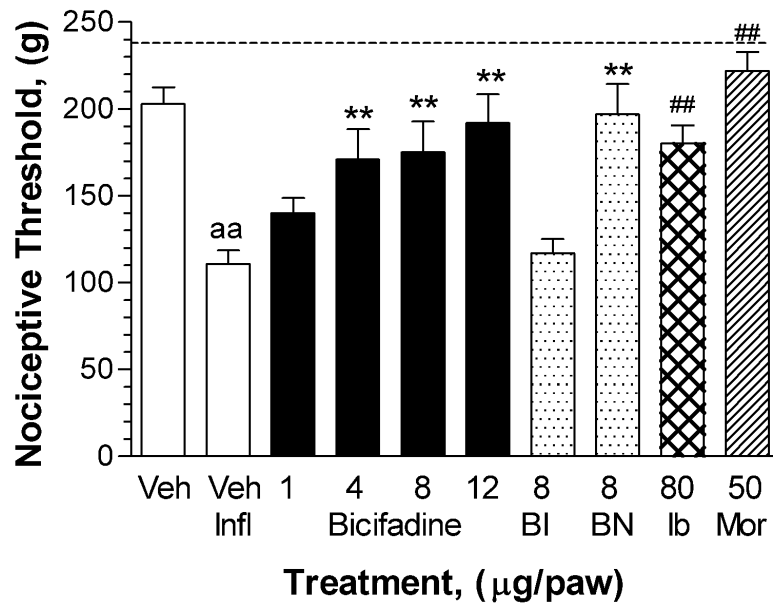 250
200
150
100
50
0
Nociceptive Threshold, (g)
aa
**
**
**
**
##
##
Veh Veh 1 4 8 12 8 8 80 50
Infl Bicifadine BI BN Ib Mor
Treatment, (μg/paw)